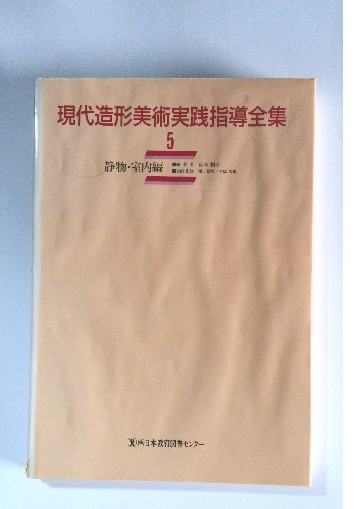 現代造形美術実践指導全集
5
静物・室内編
日本教育図書センター